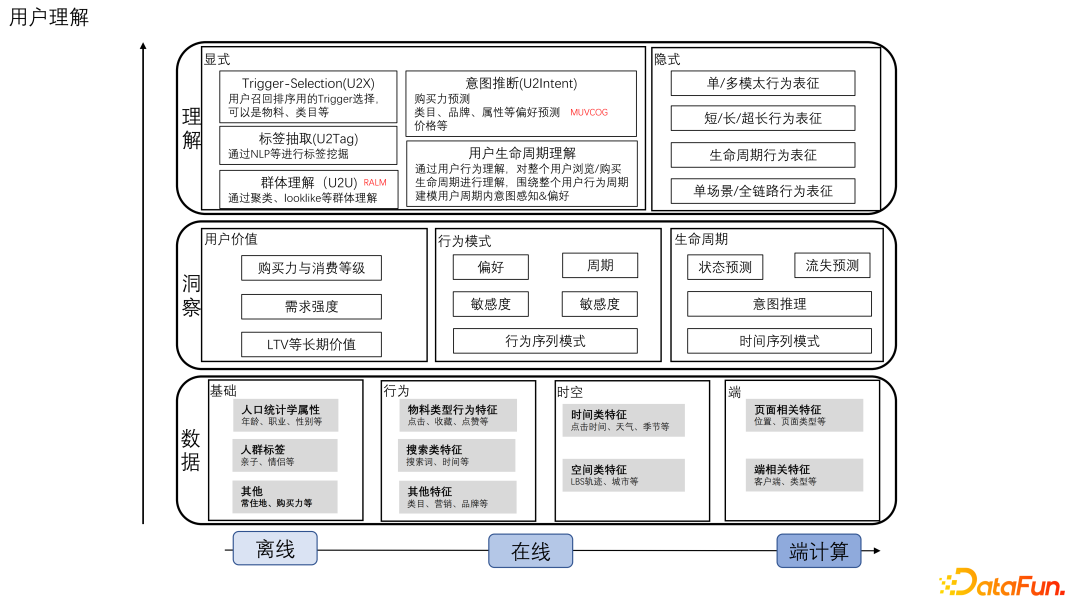 用户理解
理解
显式
Trigger-Selection(U2X)
用户召回排序用的Trigger选择，
可以是物料、类目等
标签抽取(U2Tag)
通过NLP等进行标签挖掘
群体理解（U2U) RALM
通过聚类、looklike等群体理解
意图推断(U2Intent)
购买力预测
类目、品牌、属性等偏好预测 MUVCOG
价格等
用户生命周期理解
通过用户行为理解，对整个用户浏览/购买
生命周期进行理解，围绕整个用户行为周期
建模用户周期内意图感知&偏好
隐式
单/多模太行为表征
短/长/超长行为表征
生命周期行为表征
单场景/全链路行为表征
洞察
用户价值
购买力与消费等级
需求强度
LTV等长期价值
行为模式
偏好
周期
敏感度
敏感度
行为序列模式
生命周期
状态预测
流失预测
意图推理
时间序列模式
数据
基础
人口统计学属性
年龄、职业、性别等
人群标签
亲子、情侣等
其他
常住地、购买力等
行为
物料类型行为特征
点击、收藏、点赞等
搜索类特征
搜索词、时间等
其他特征
类目、营销、品牌等
时空
时间类特征
点击时间、天气、季节等
空间类特征
LBS轨迹、城市等
端
页面相关特征
位置、页面类型等
端相关特征
客户端、类型等
离线
在线
端计算
DataFun.